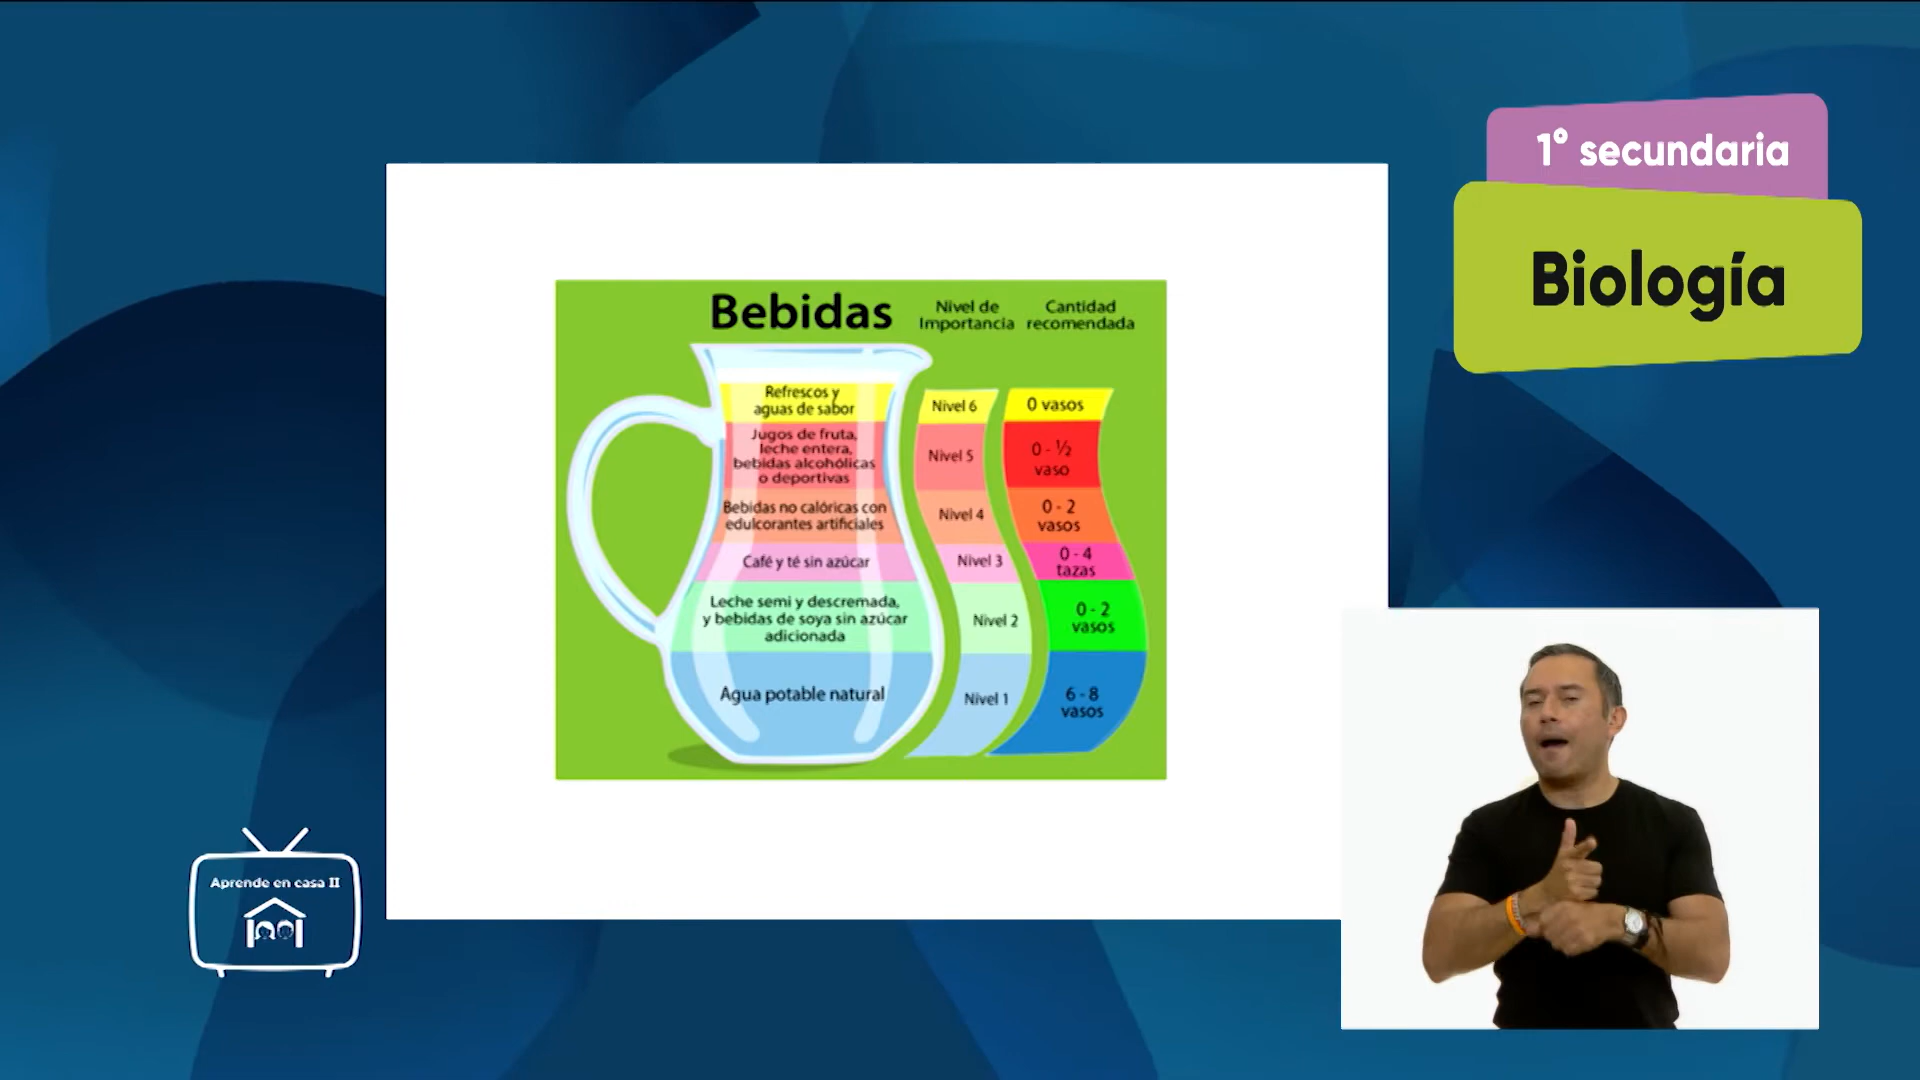 1° secundaria
Biología
Bebidas
Nivel de
Importancia
Cantidad
recomendada
Refrescos y
aguas de sabor
Nivel 6
0 vasos
Jugos de fruta,
leche entera,
bebidas alcohólicas
o deportivas
Nivel 5
0 - ½
vaso
Bebidas no calóricas con
edulcorantes artificiales
Nivel 4
0 - 2
vasos
Café y té sin azúcar
Nivel 3
0 - 4
tazas
Leche semi y descremada,
y bebidas de soya sin azúcar
adicionada
Nivel 2
0 - 2
vasos
Agua potable natural
Nivel 1
6 - 8
vasos
Aprende en casa II